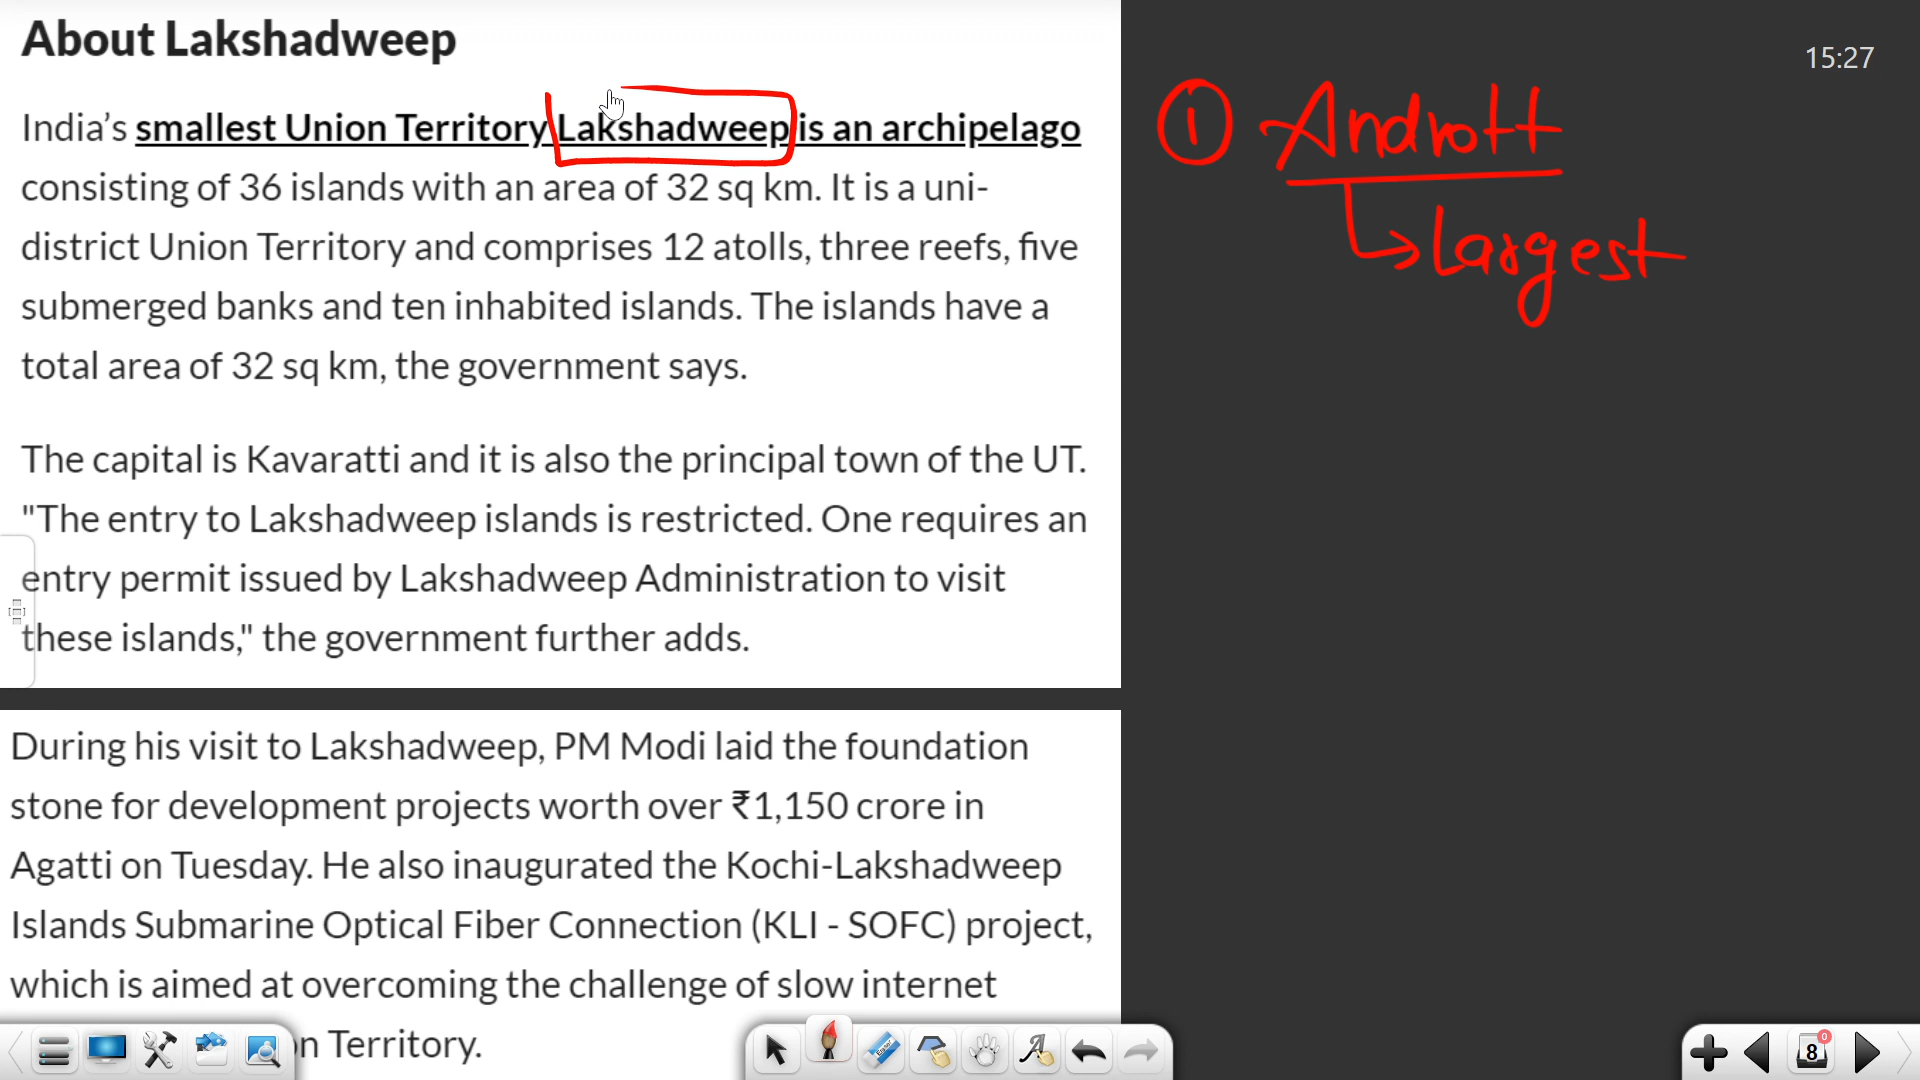 About Lakshadweep
India’s smallest Union Territory Lakshadweep is an archipelago
consisting of 36 islands with an area of 32 sq km. It is a uni-
district Union Territory and comprises 12 atolls, three reefs, five
submerged banks and ten inhabited islands. The islands have a
total area of 32 sq km, the government says.
The capital is Kavaratti and it is also the principal town of the UT.
"The entry to Lakshadweep islands is restricted. One requires an
entry permit issued by Lakshadweep Administration to visit
these islands," the government further adds.
During his visit to Lakshadweep, PM Modi laid the foundation
stone for development projects worth over ₹1,150 crore in
Agatti on Tuesday. He also inaugurated the Kochi-Lakshadweep
Islands Submarine Optical Fiber Connection (KLI - SOFC) project,
which is aimed at overcoming the challenge of slow internet
n Territory.
15:27
① Andrott
↳ largest
Eraser
A
8
0